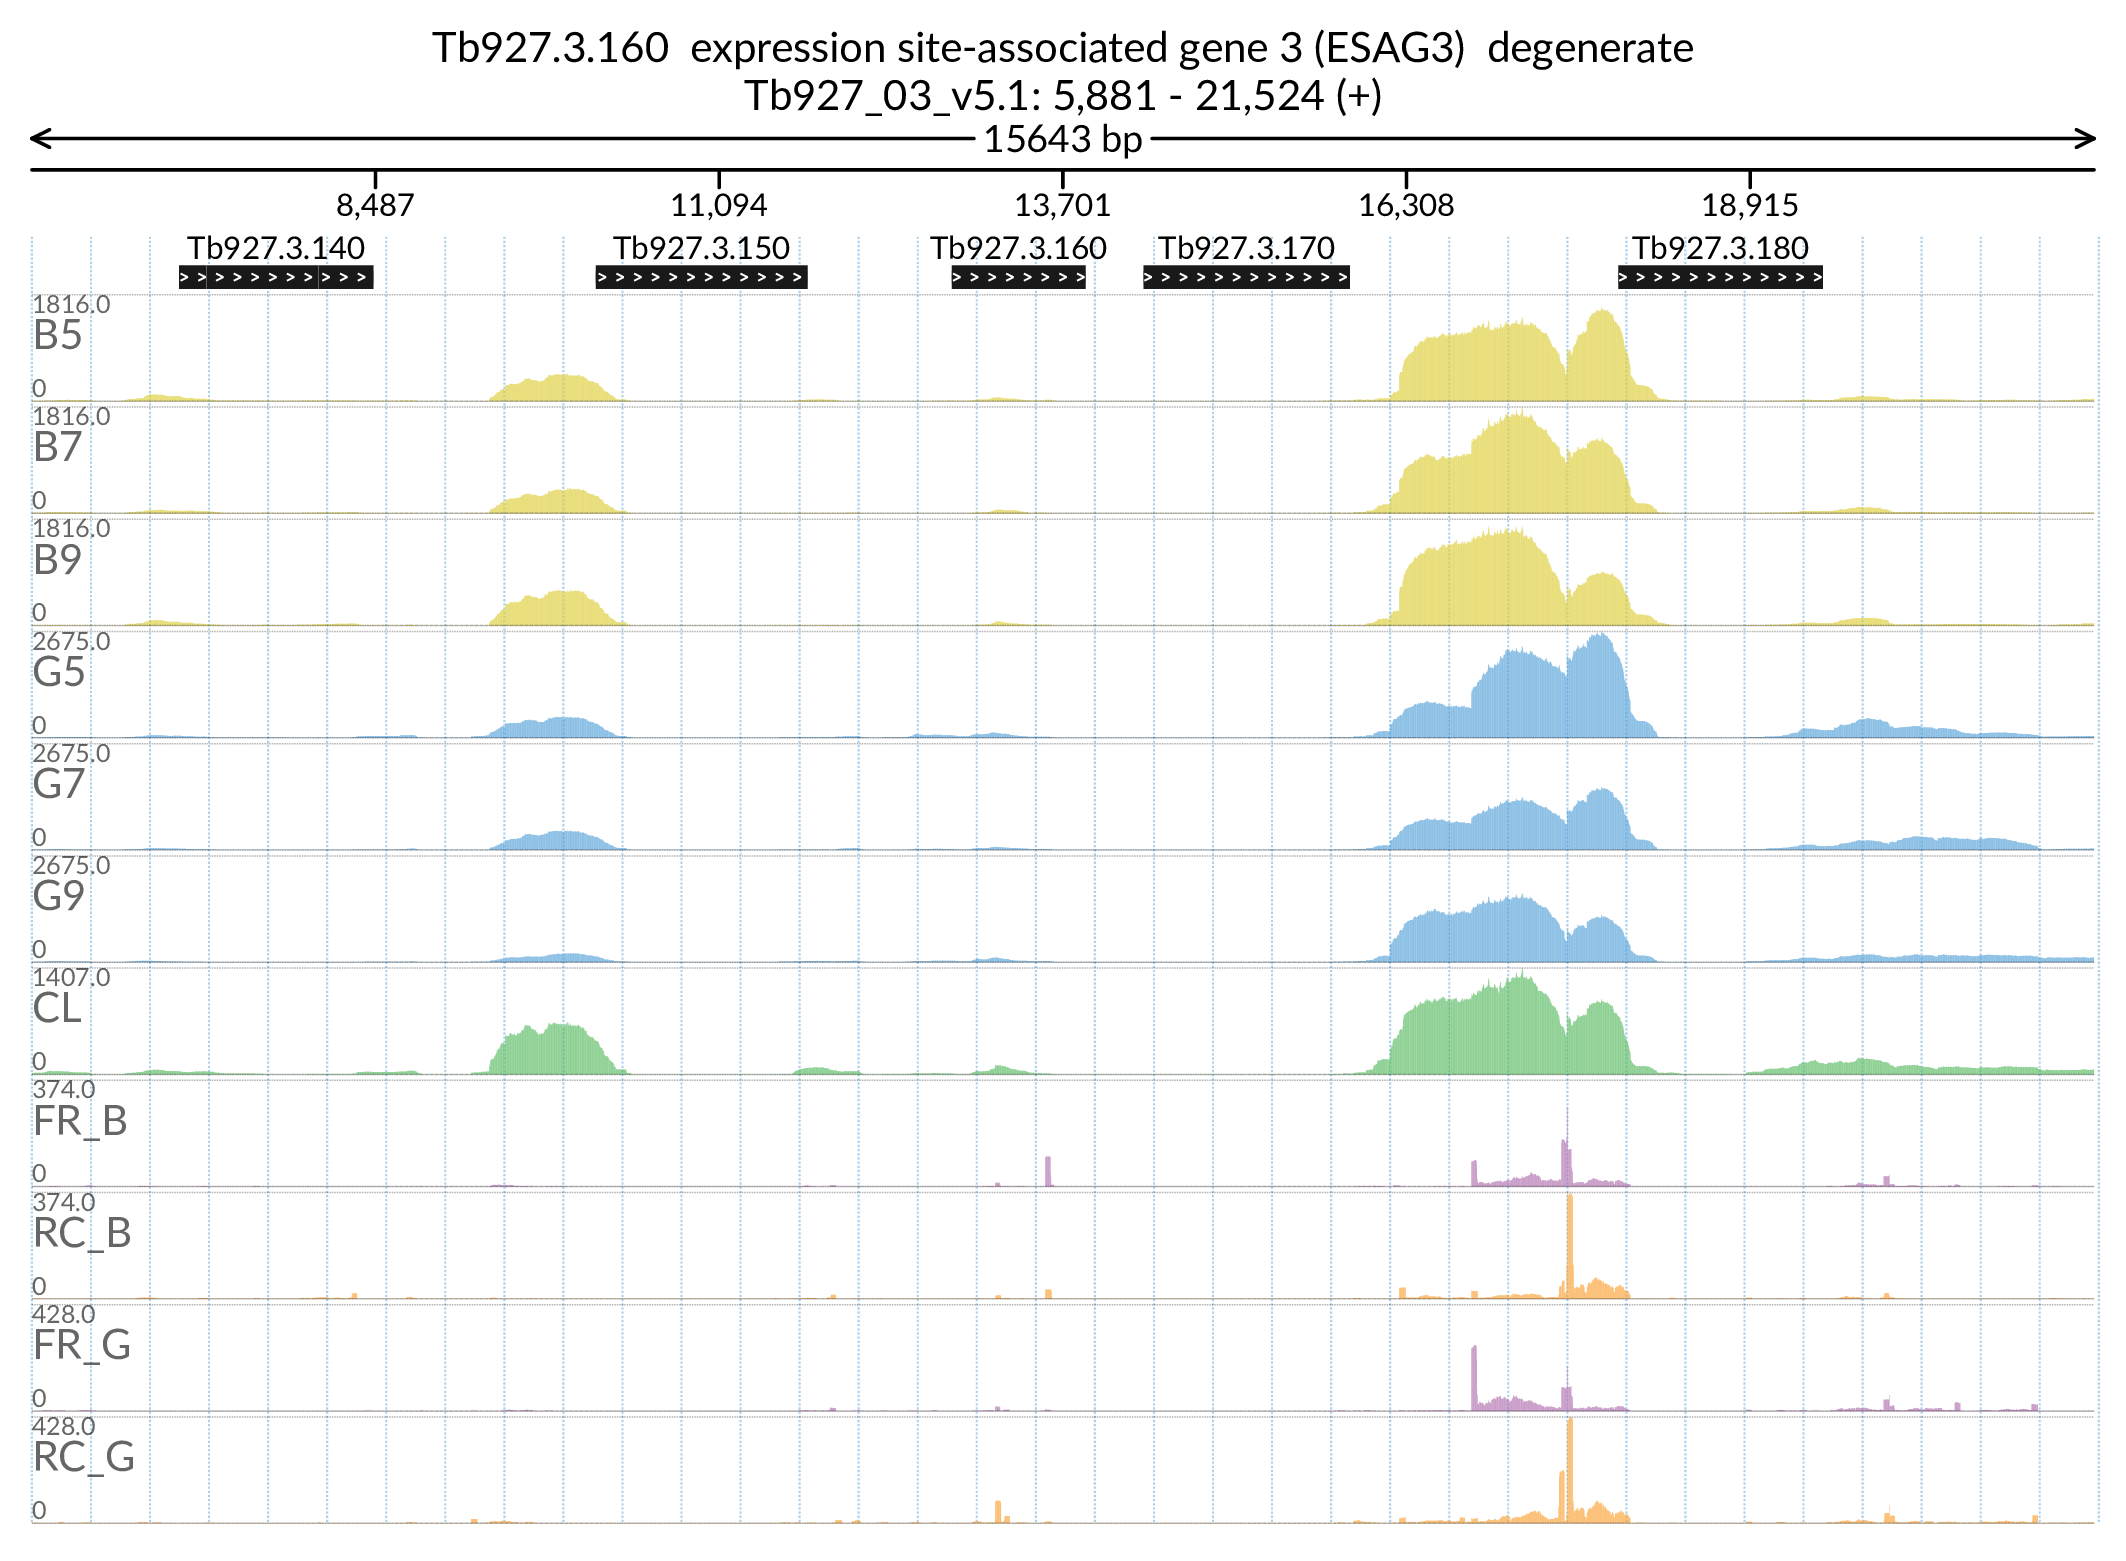 Tb927.3.160 expression site-associated gene 3 (ESAG3) degenerate
Tb927_03_v5.1: 5,881 - 21,524 (+)
15643 bp
8,487 11,094 13,701 16,308 18,915
Tb927.3.140 Tb927.3.150 Tb927.3.160 Tb927.3.170 Tb927.3.180
1816.0
B5
0
1816.0
B7
0
1816.0
B9
0
2675.0
G5
0
2675.0
G7
0
2675.0
G9
0
1407.0
CL
0
374.0
FR_B
0
374.0
RC_B
0
428.0
FR_G
0
428.0
RC_G
0